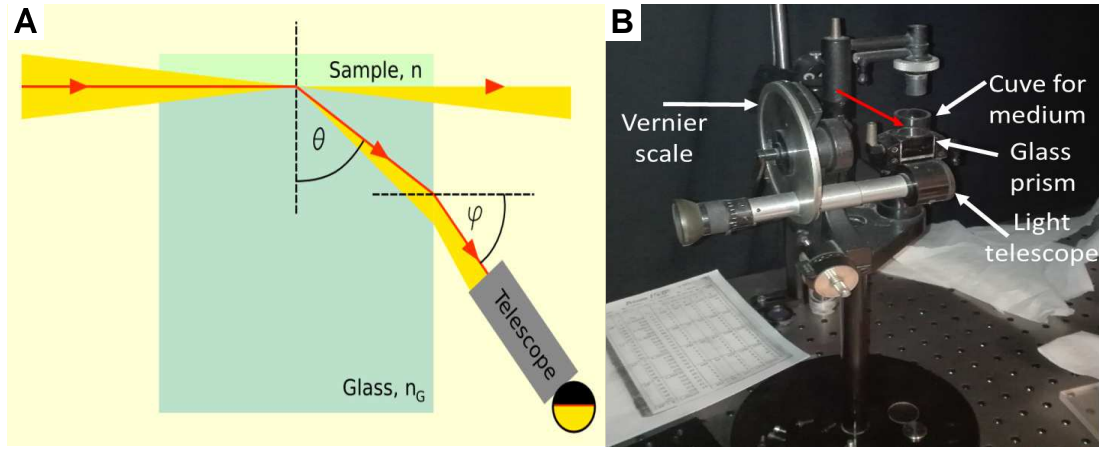 A
Sample, n
θ
φ
Telescope
Glass, nG
B
Vernier
scale
Cuve for
medium
Glass
prism
Light
telescope